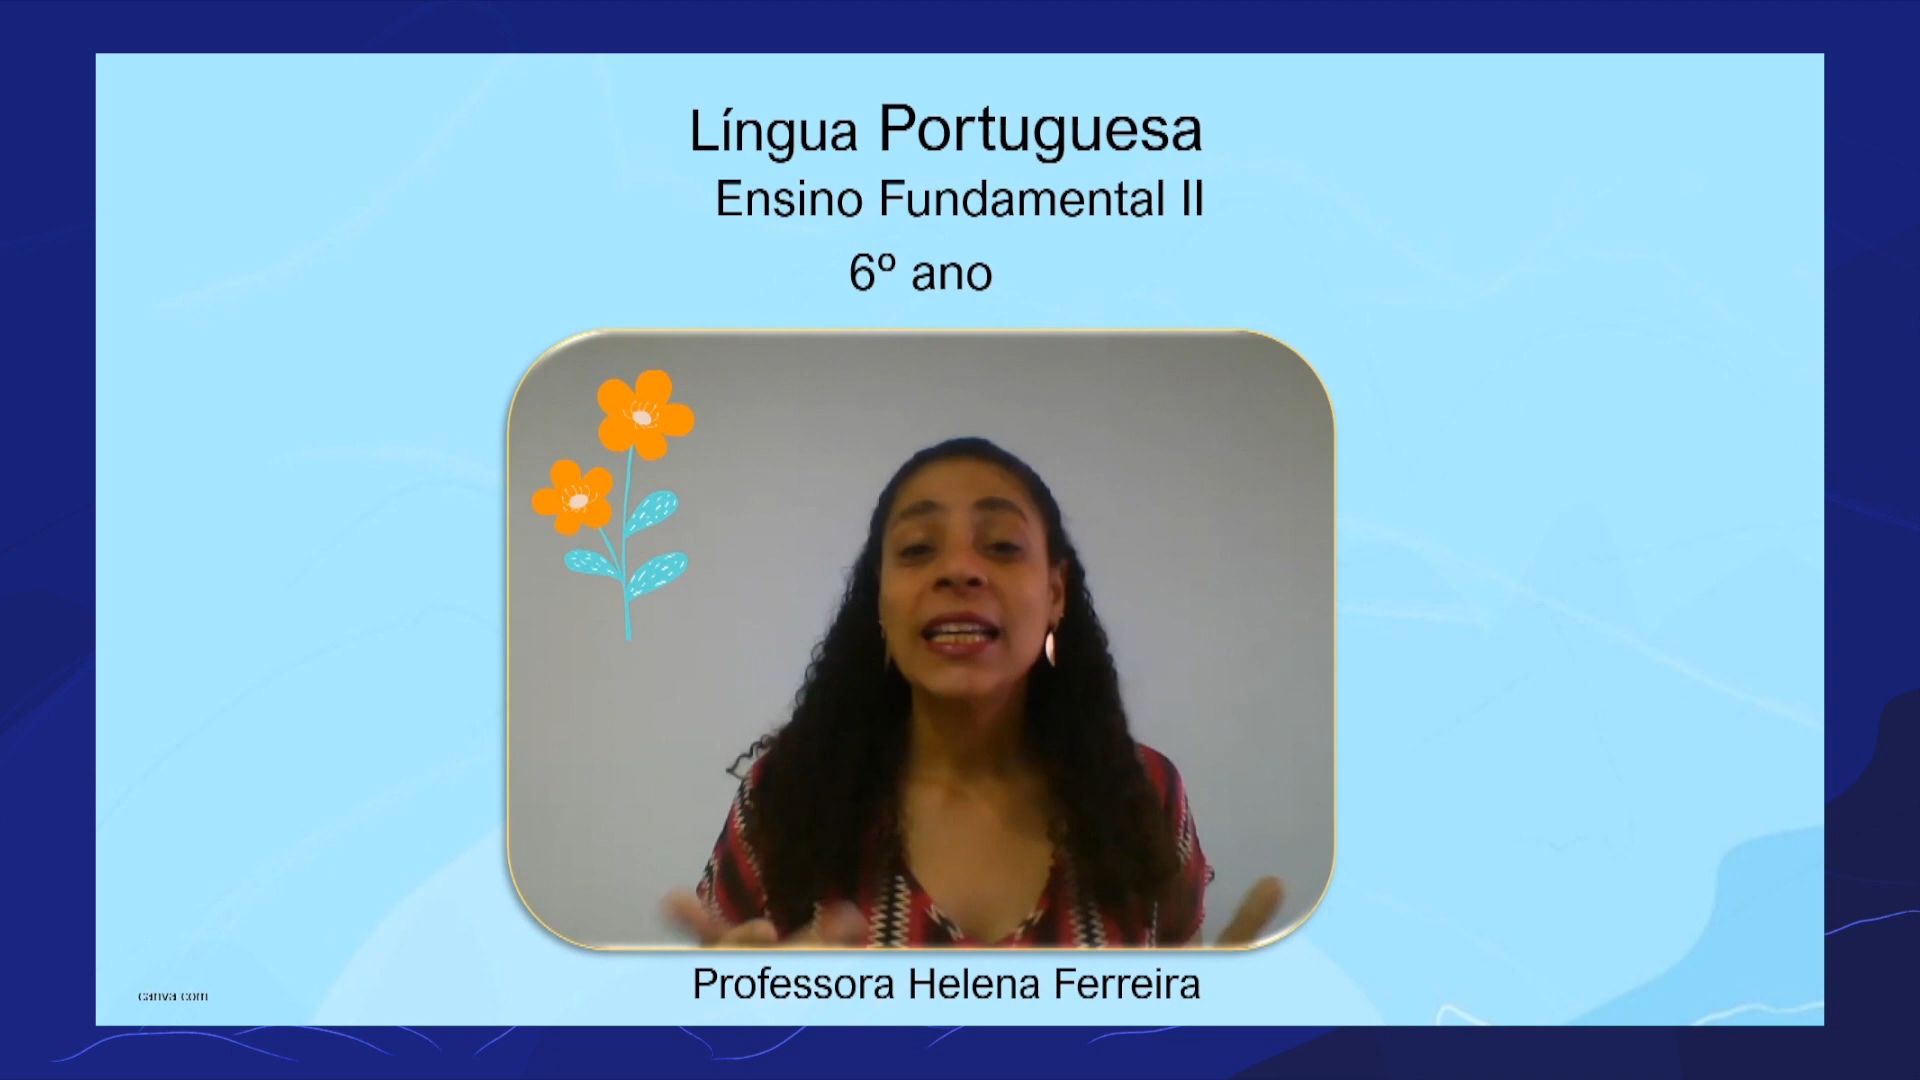 Língua Portuguesa
Ensino Fundamental II
6º ano
Professora Helena Ferreira
canva.com